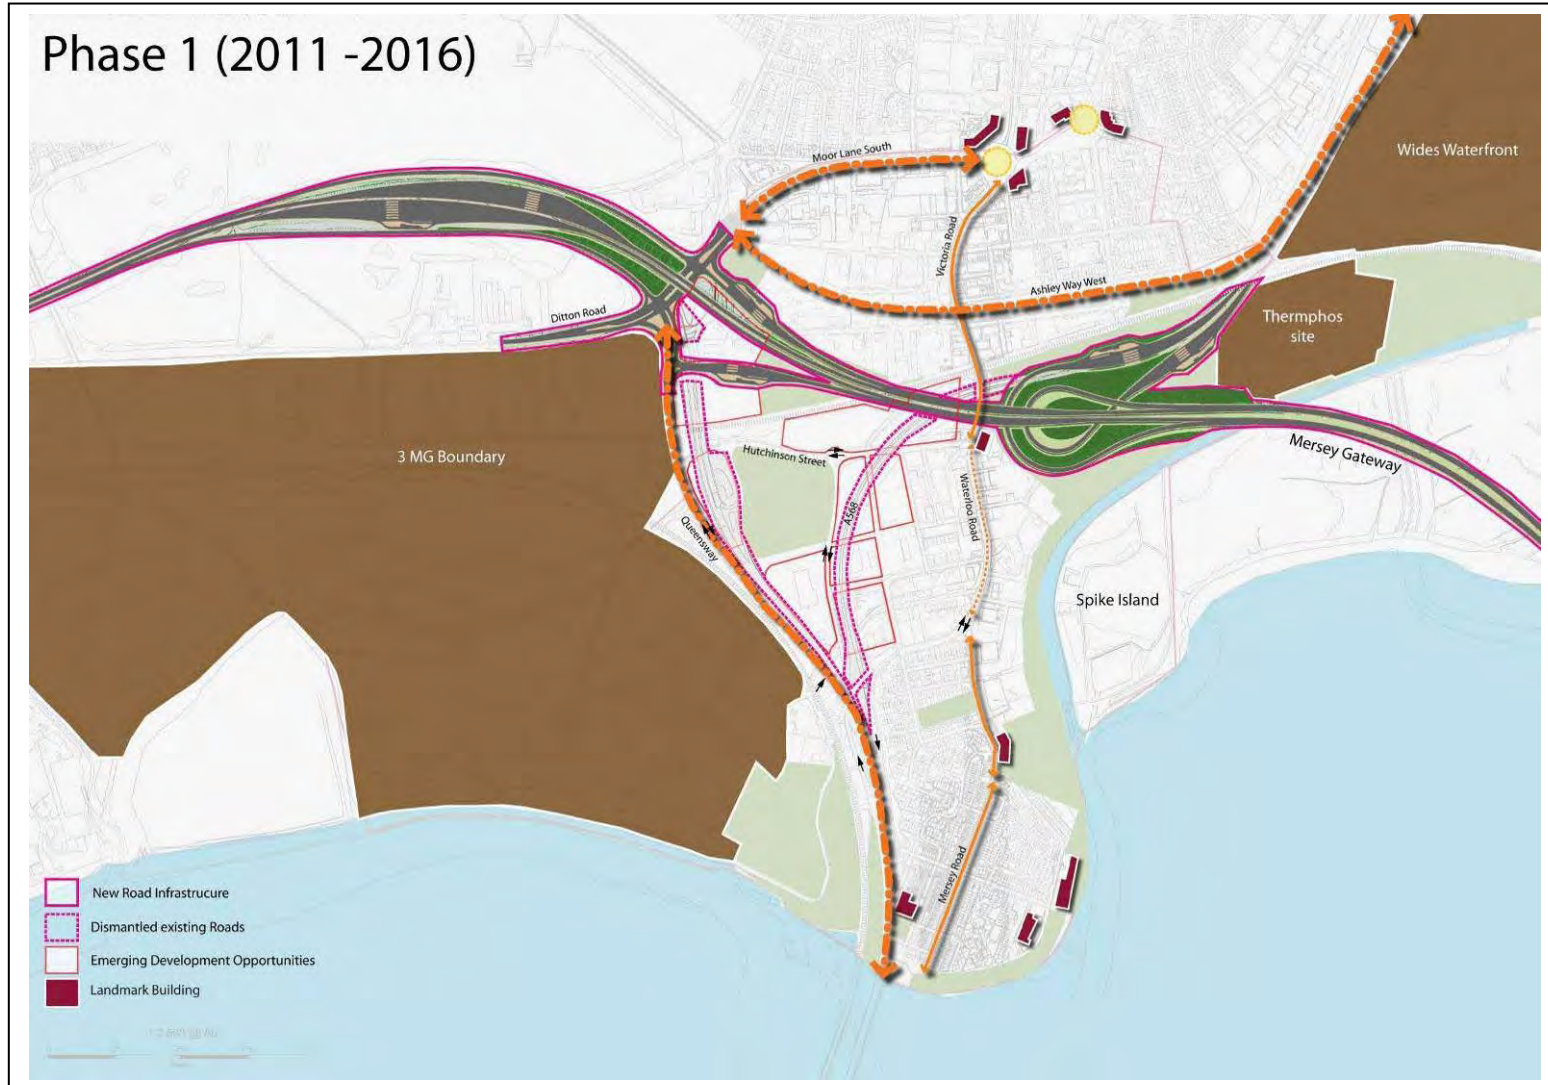 Phase 1 (2011 -2016)
Moor Lane South
Wides Waterfront
Victoria Road
Ashley Way West
Ditton Road
Thermphos
site
3 MG Boundary
Hutchinson Street
Mersey Gateway
A568
Waterloo Road
Queensway
Spike Island
Mersey Road
New Road Infrastrucure
Dismantled existing Roads
Emerging Development Opportunities
Landmark Building